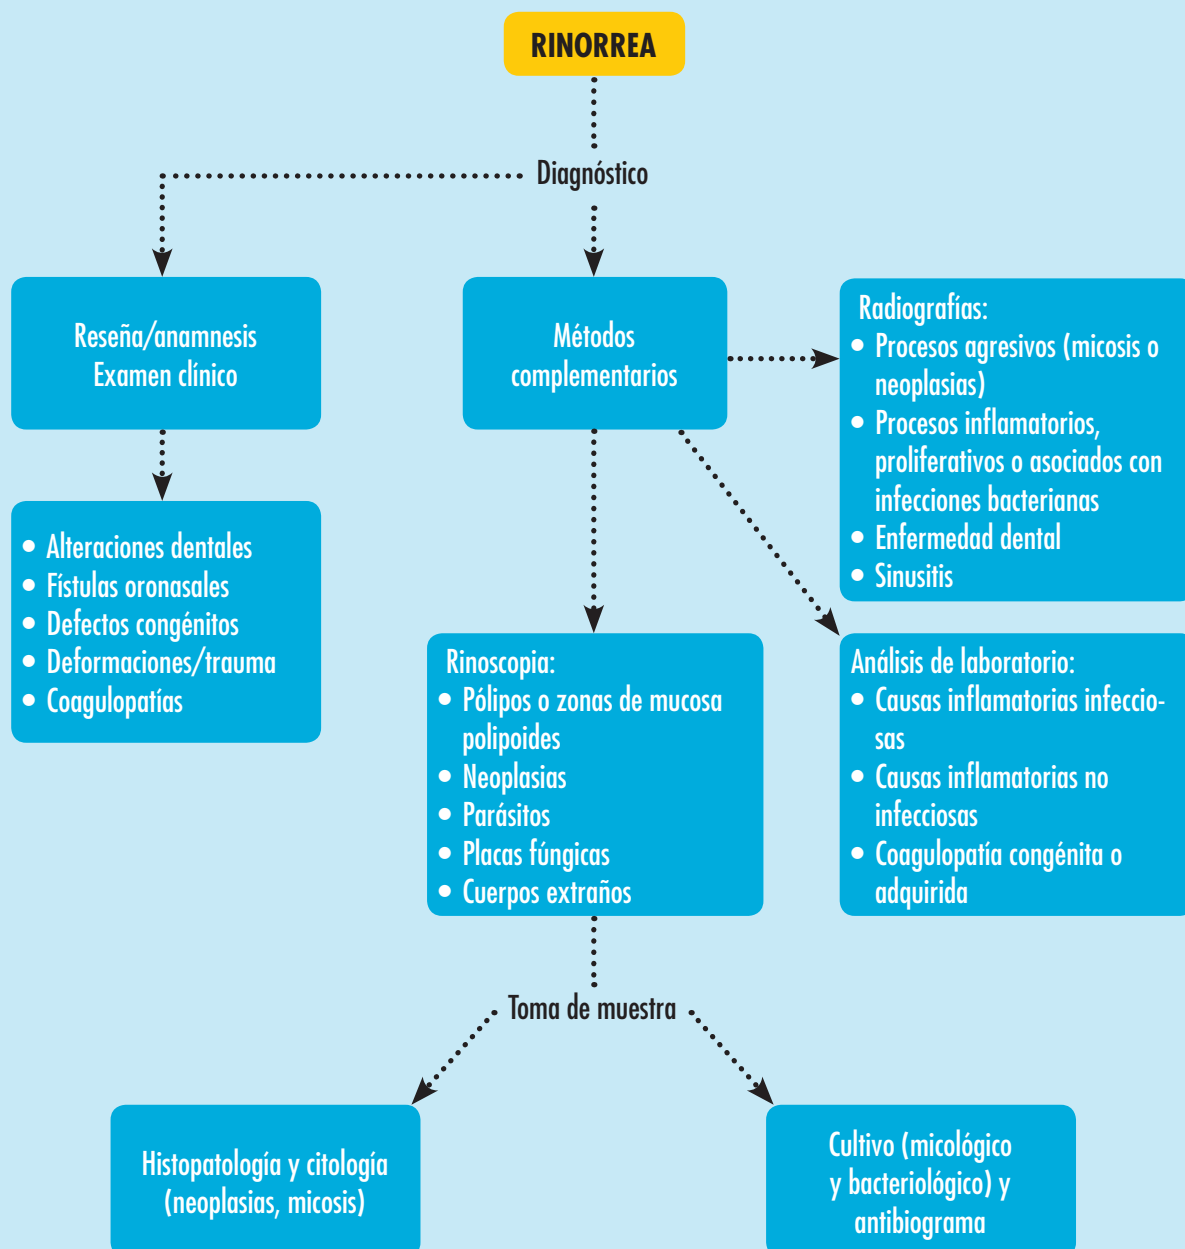 RINORREA
Diagnóstico
Reseña/anamnesis
Examen clínico
Métodos
complementarios
Radiografías:
• Procesos agresivos (micosis o
neoplasias)
• Procesos inflamatorios,
proliferativos o asociados con
infecciones bacterianas
• Enfermedad dental
• Sinusitis
• Alteraciones dentales
• Fístulas oronasales
• Defectos congénitos
• Deformaciones/trauma
• Coagulopatías
Rinoscopia:
• Pólipos o zonas de mucosa
polipoides
• Neoplasias
• Parásitos
• Placas fúngicas
• Cuerpos extraños
Análisis de laboratorio:
• Causas inflamatorias infeccio-
sas
• Causas inflamatorias no
infecciosas
• Coagulopatía congénita o
adquirida
Toma de muestra
Histopatología y citología
(neoplasias, micosis)
Cultivo (micológico
y bacteriológico) y
antibiograma